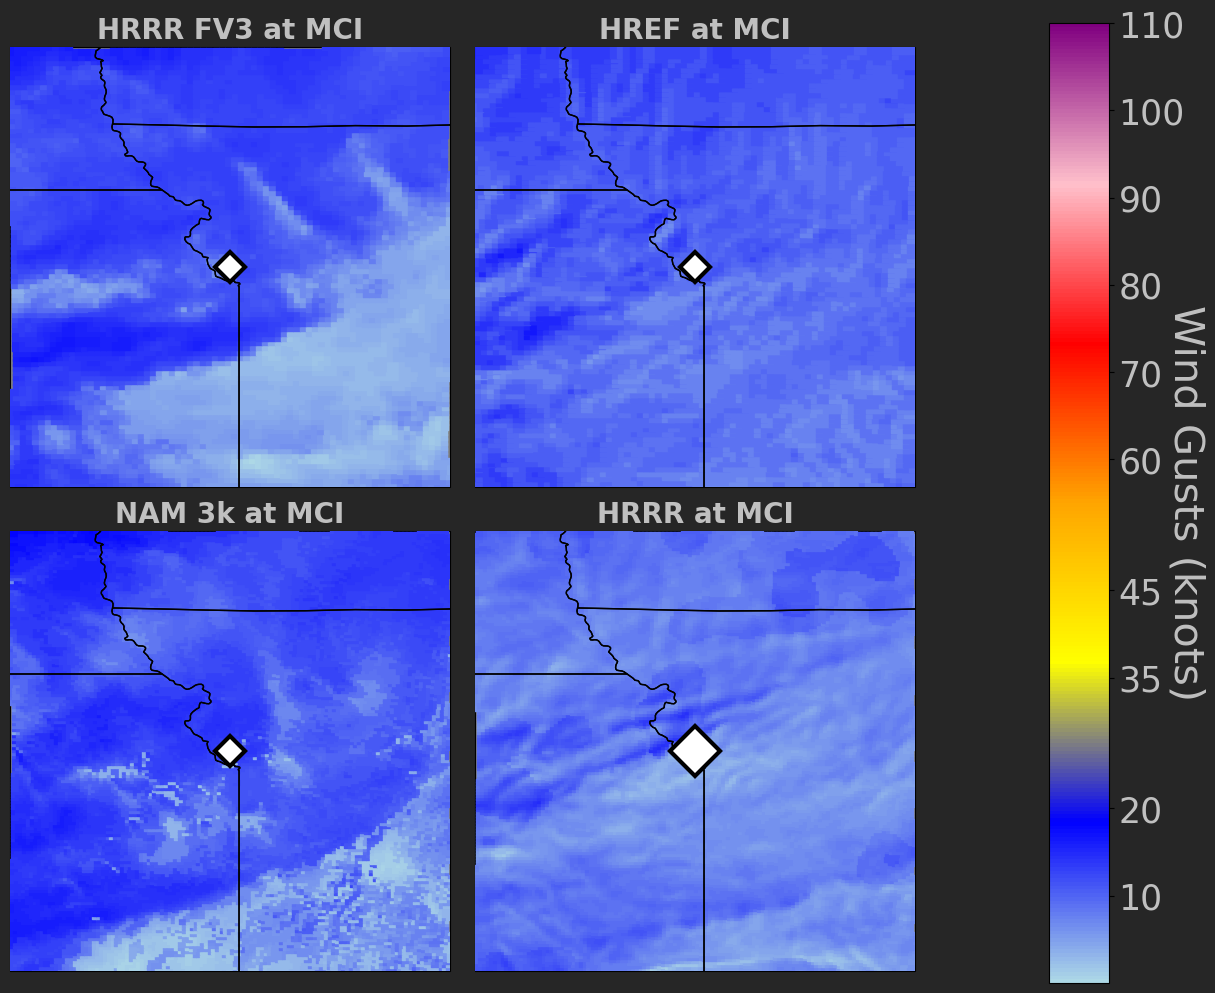 HRRR FV3 at MCI
HREF at MCI
NAM 3k at MCI
HRRR at MCI
110
100
90
80
70
60
45
35
20
10
Wind Gusts (knots)